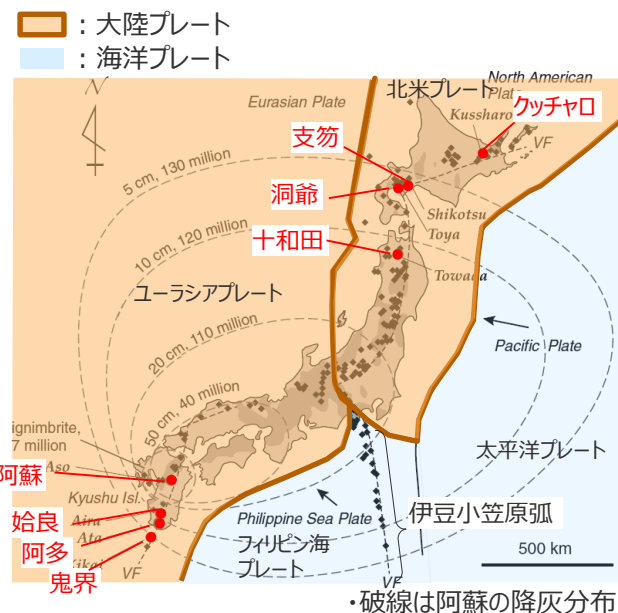 ：大陸プレート
：海洋プレート
N
北米プレート
North American
Plate
Eurasian Plate
クッチャロ
Kussharo
VF
支笏
洞爺
Shikotsu
Toya
5 cm, 130 million
十和田
Towada
10 cm, 120 million
ユーラシアプレート
20 cm, 110 million
Pacific Plate
50 cm, 40 million
太平洋プレート
ignimbrite,
7 million
Aso
阿蘇
Kyushu Isl.
姶良
Aira
Ata
阿多
鬼界
Kikai
VF
Philippine Sea Plate
フィリピン海
プレート
伊豆小笠原弧
VF
500 km
・破線は阿蘇の降灰分布